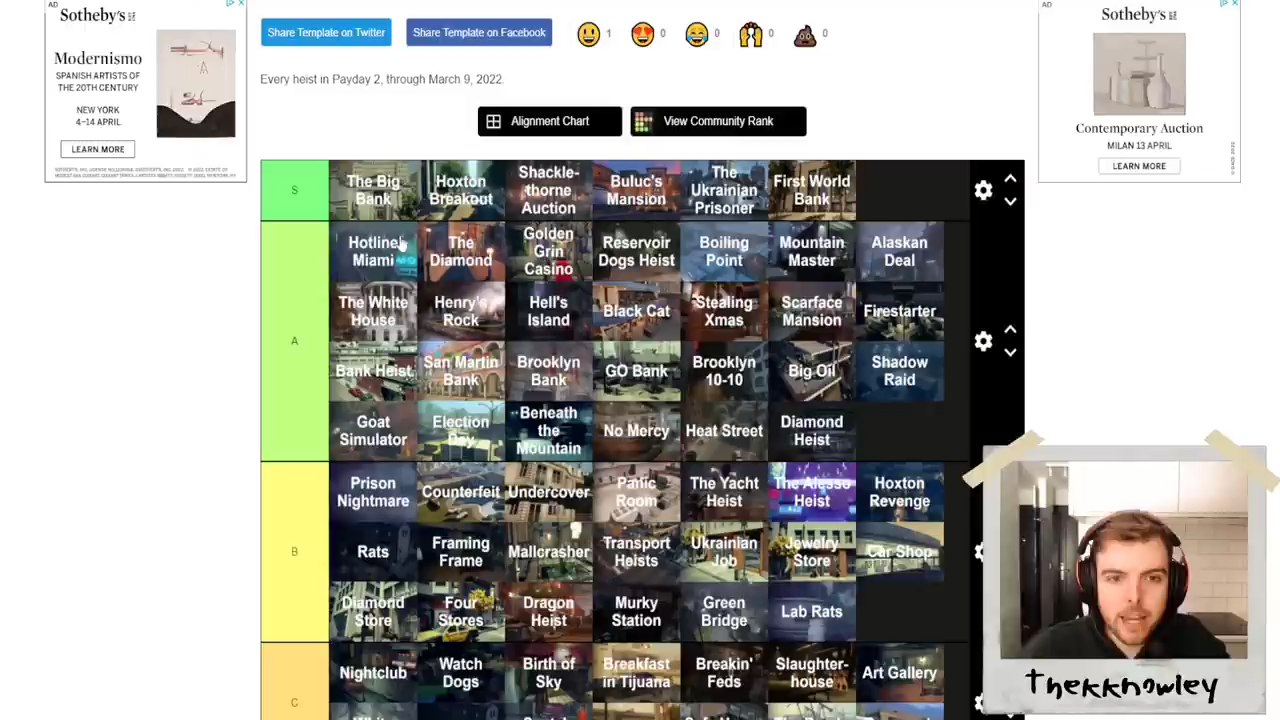 AD
Sotheby's
Modernismo
SPANISH ARTISTS OF
THE 20TH CENTURY
NEW YORK
4–14 APRIL
LEARN MORE
Share Template on Twitter
Share Template on Facebook
1
0
0
0
0
Every heist in Payday 2, through March 9, 2022.
Alignment Chart
View Community Rank
AD
Sotheby's
Contemporary Auction
MILAN 13 APRIL
LEARN MORE
S
The Big Bank
Hoxton Breakout
Shackle-thorne Auction
Buluc's Mansion
The Ukrainian Prisoner
First World Bank
A
Hotline Miami
The Diamond
Golden Grin Casino
Reservoir Dogs Heist
Boiling Point
Mountain Master
Alaskan Deal
The White House
Henry's Rock
Hell's Island
Black Cat
Stealing Xmas
Scarface Mansion
Firestarter
Bank Heist
San Martin Bank
Brooklyn Bank
GO Bank
Brooklyn 10-10
Big Oil
Shadow Raid
Goat Simulator
Election Day
Beneath the Mountain
No Mercy
Heat Street
Diamond Heist
B
Prison Nightmare
Counterfeit
Undercover
Panic Room
The Yacht Heist
The Alesso Heist
Hoxton Revenge
Rats
Framing Frame
Mallcrasher
Transport Heists
Ukrainian Job
Jewelry Store
Car Shop
Diamond Store
Four Stores
Dragon Heist
Murky Station
Green Bridge
Lab Rats
C
Nightclub
Watch Dogs
Birth of Sky
Breakfast in Tijuana
Breakin' Feds
Slaughter-house
Art Gallery
Thekknowley